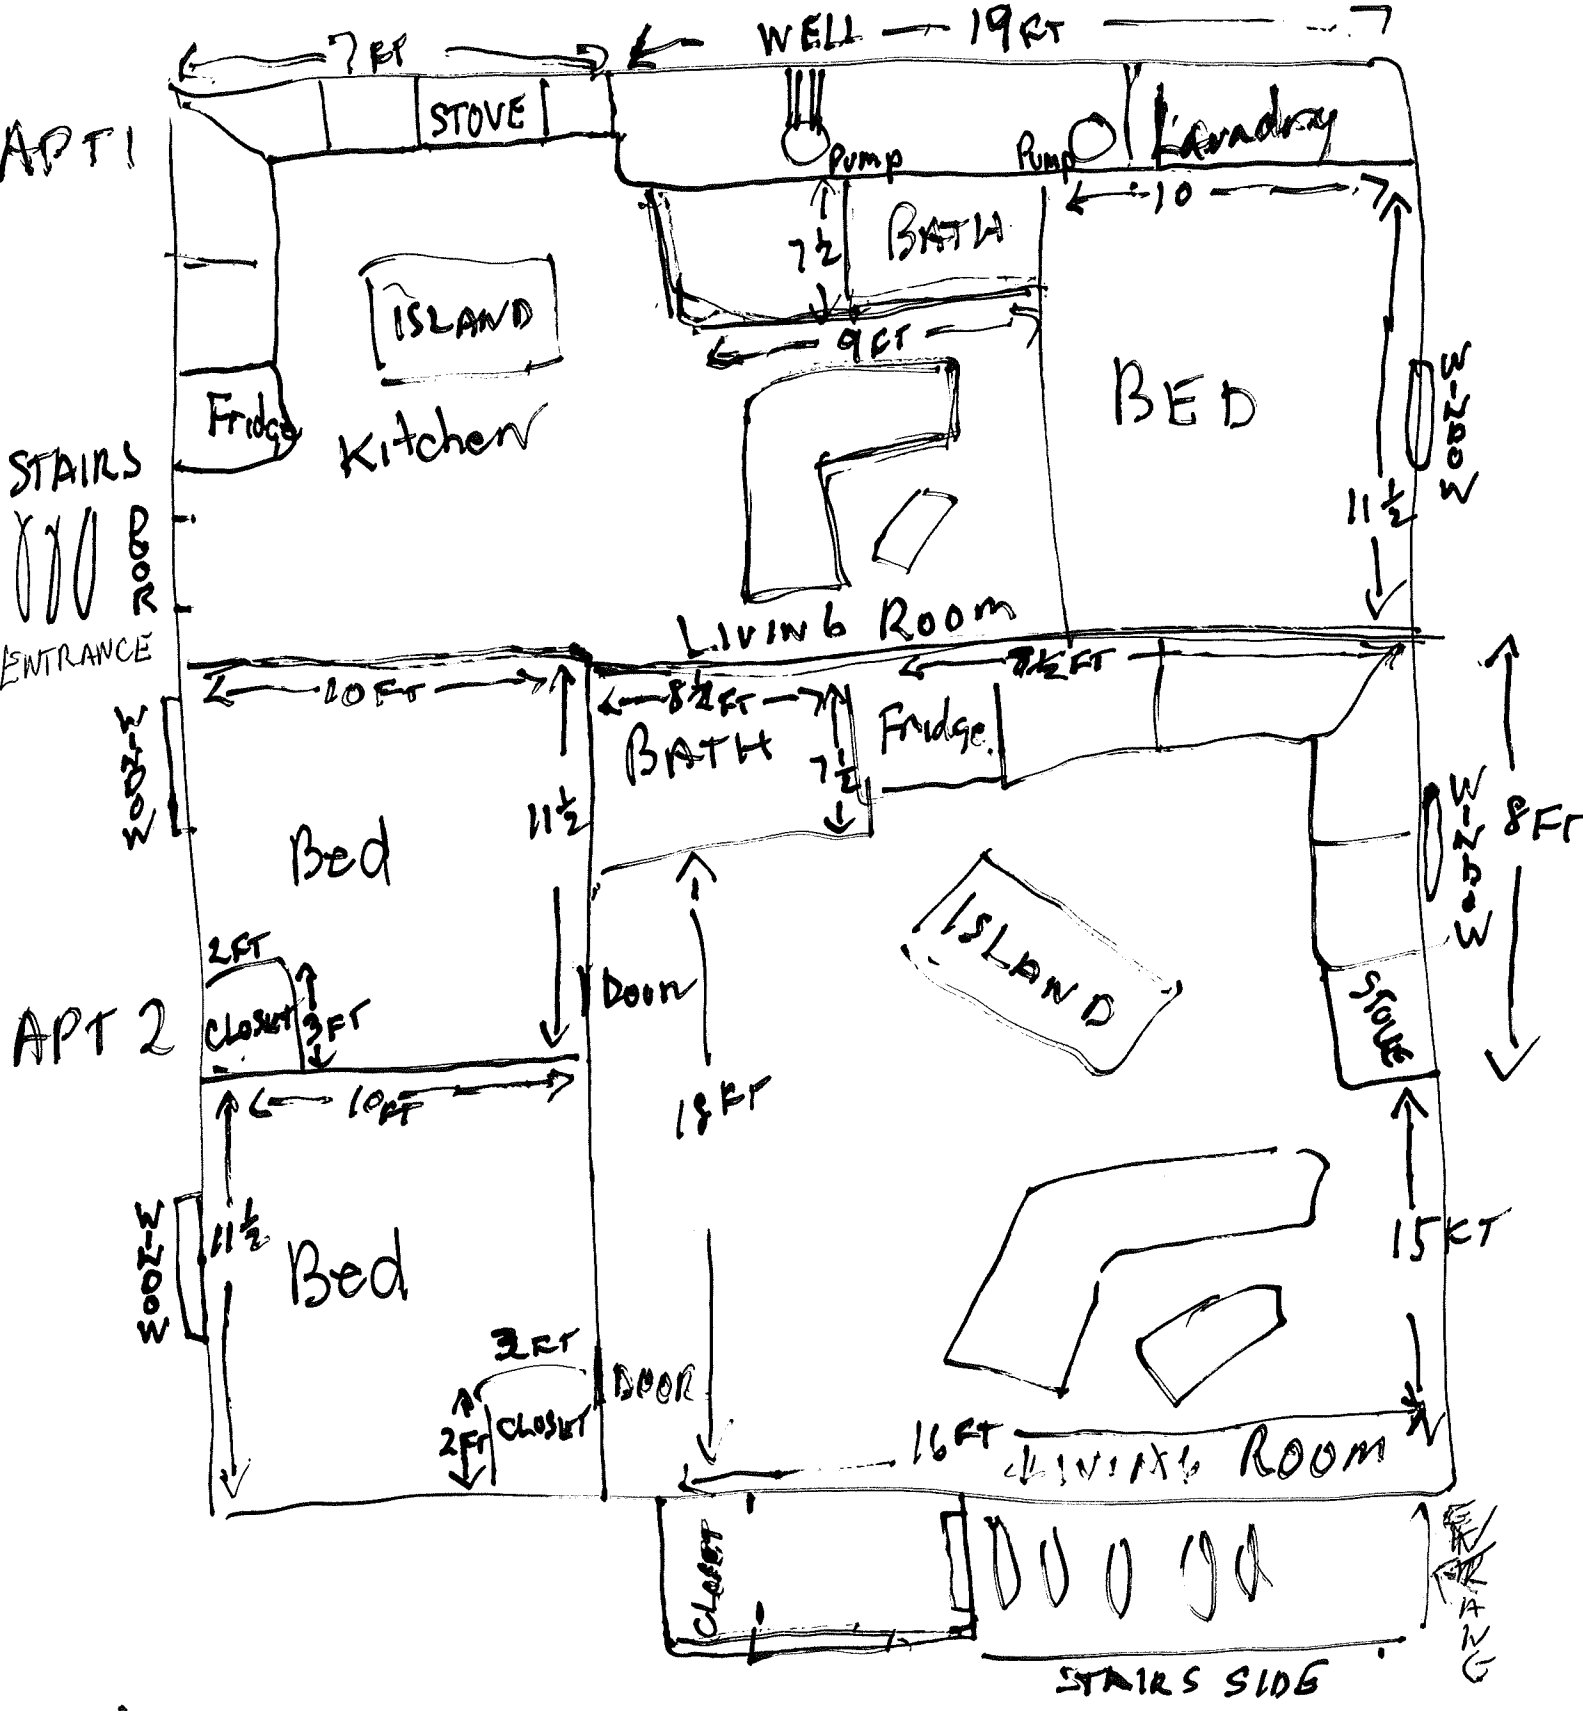 7 FT
WELL 19 FT
APT 1
STOVE
PUMP
PUMP
Laundry
10
7 1/2
BATH
ISLAND
9 FT
Fridge
Kitchen
BED
WINDOW
11 1/2
STAIRS
DOOR
ENTRANCE
LIVING ROOM
10 FT
8 1/2 FT
BATH
7 1/2
Fridge
WINDOW
11 1/2
Bed
WINDOW
8 FT
ISLAND
2 FT
CLOSET
3 FT
DOOR
STOVE
APT 2
10 FT
18 FT
WINDOW
11 1/2
Bed
15 FT
FT
DOOR
2 FT
CLOSET
16 FT
LIVING ROOM
CLOSET
STAIRS SIDE